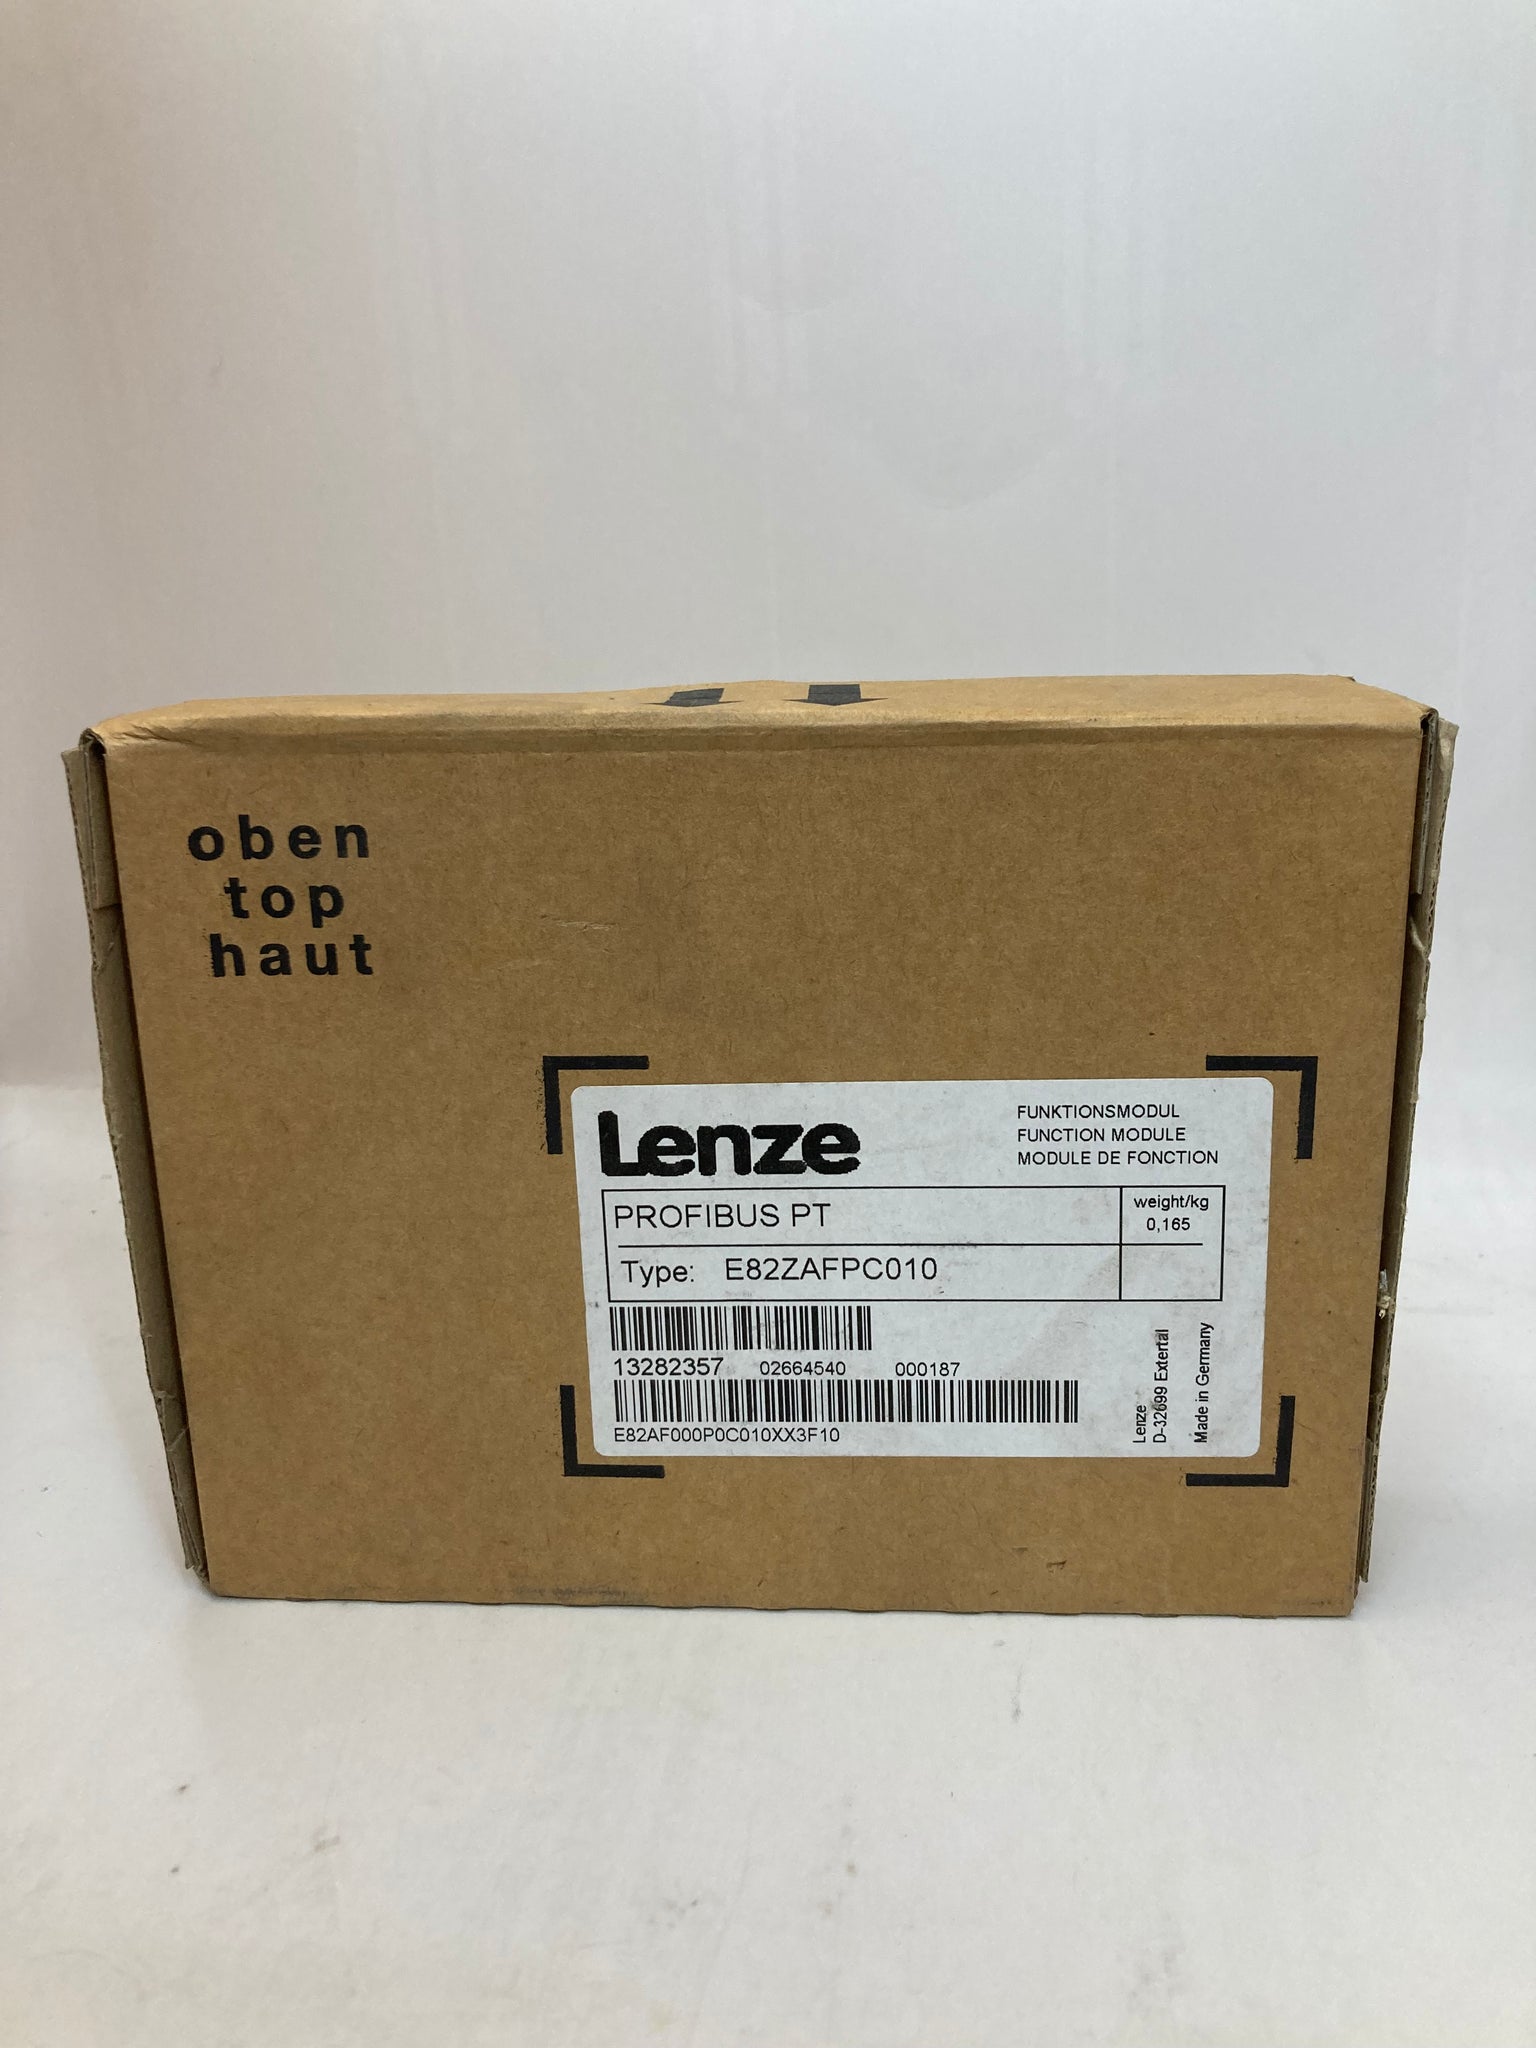 oben
top
haut
Lenze
FUNKTIONSMODUL
FUNCTION MODULE
MODULE DE FONCTION
PROFIBUS PT
weight/kg
0,165
Type: E82ZAFPC010
13282357 02664540 000187
E82AF000P0C010XX3F10
Lenze
D-32699 Extertal
Made in Germany